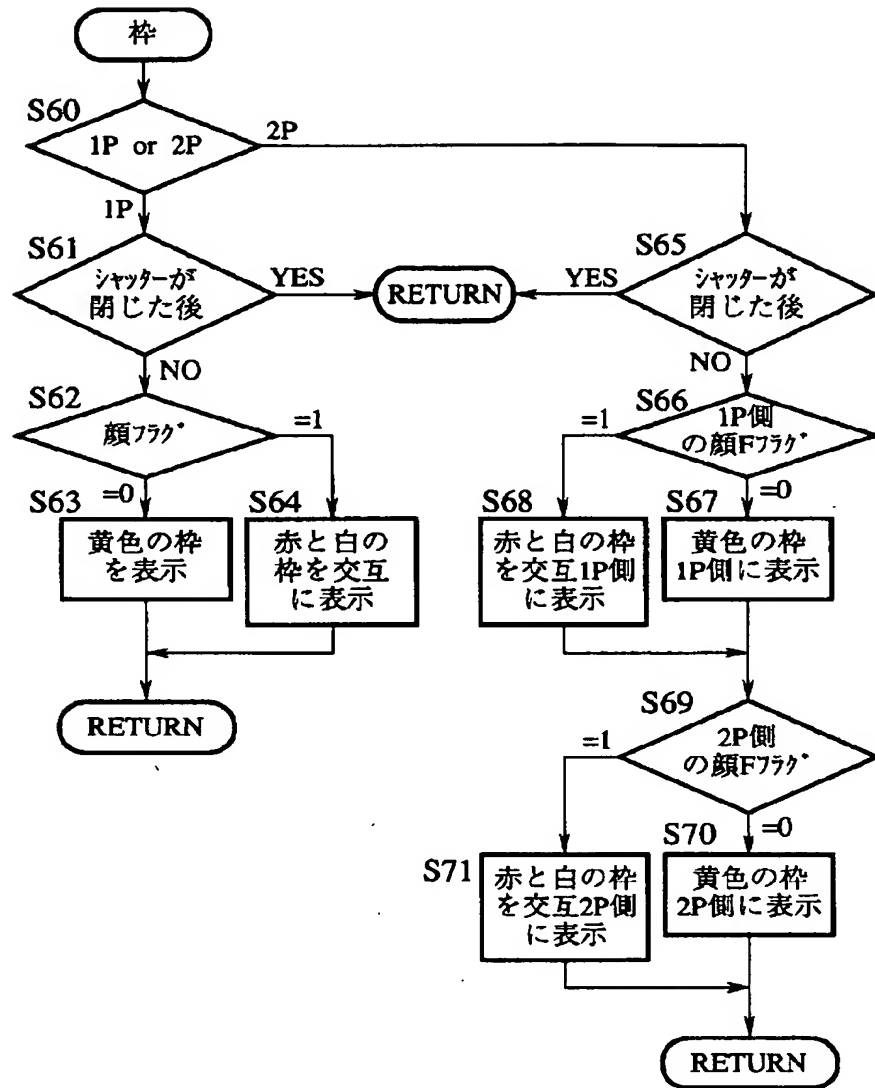 枠
S60
1P or 2P
2P
1P
S61
シャッターが
閉じた後
YES
RETURN
YES
S65
シャッターが
閉じた後
NO
NO
S62
顔フラグ
=1
=0
S66
1P側
の顔Fフラグ
=1
=0
S63
黄色の枠
を表示
S64
赤と白の
枠を交互
に表示
S68
赤と白の枠
を交互1P側
に表示
S67
黄色の枠
1P側に表示
RETURN
S69
2P側
の顔Fフラグ
=1
=0
S71
赤と白の枠
を交互2P側
に表示
S70
黄色の枠
2P側に表示
RETURN